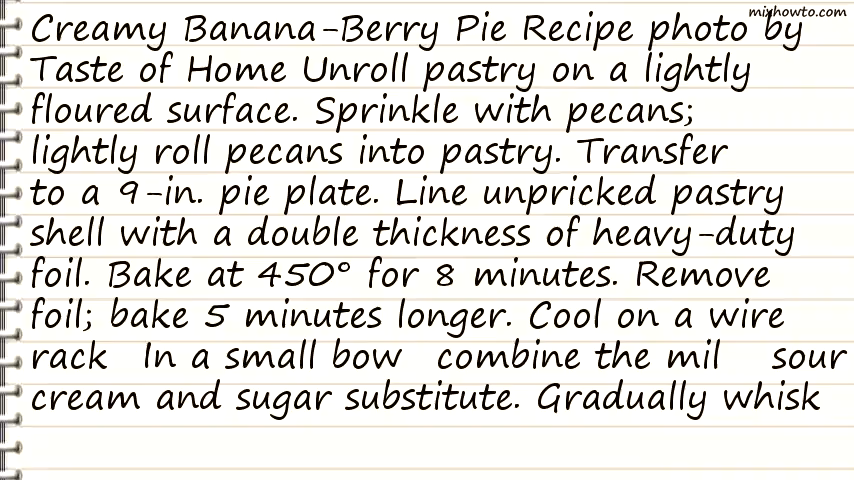 mixhowto.com
Creamy Banana-Berry Pie Recipe photo by
Taste of Home Unroll pastry on a lightly
floured surface. Sprinkle with pecans;
lightly roll pecans into pastry. Transfer
to a 9-in. pie plate. Line unpricked pastry
shell with a double thickness of heavy-duty
foil. Bake at 450° for 8 minutes. Remove
foil; bake 5 minutes longer. Cool on a wire
rack In a small bow combine the mil sour
cream and sugar substitute. Gradually whisk